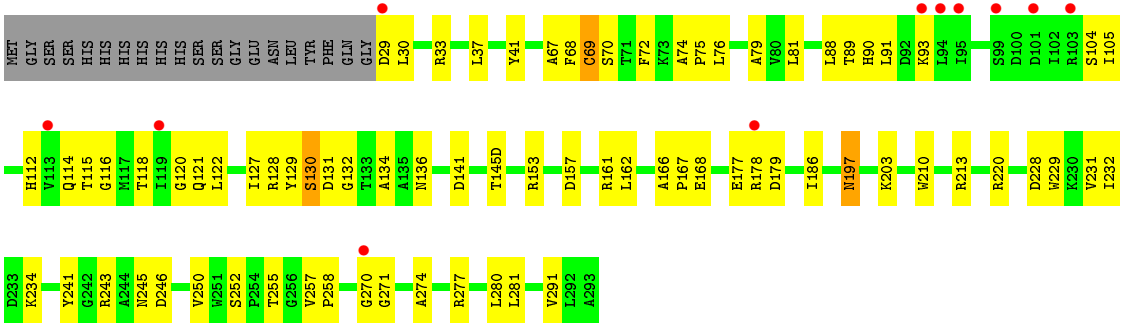 MET GLY SER SER HIS HIS HIS HIS HIS HIS SER SER GLY GLU ASN LEU TYR PHE GLN GLY D29 L30 R33 L37 Y41 A67 F68 C69 S70 T71 F72 K73 A74 P75 L76 A79 V80 L81 L88 T89 H90 L91 D92 K93 L94 I95 S99 D100 D101 I102 R103 S104 I105
H112 V113 Q114 T115 G116 M117 T118 I119 G120 Q121 L122 I127 R128 Y129 S130 D131 G132 T133 A134 A135 N136 D141 T145D R153 D157 R161 L162 A166 P167 E168 E177 R178 D179 I186 N197 K203 W210 R213 R220 D228 W229 K230 V231 I232
D233 K234 Y241 G242 R243 A244 N245 D246 V250 W251 S252 P254 T255 G256 V257 P258 G270 G271 A274 R277 L280 L281 V291 L292 A293